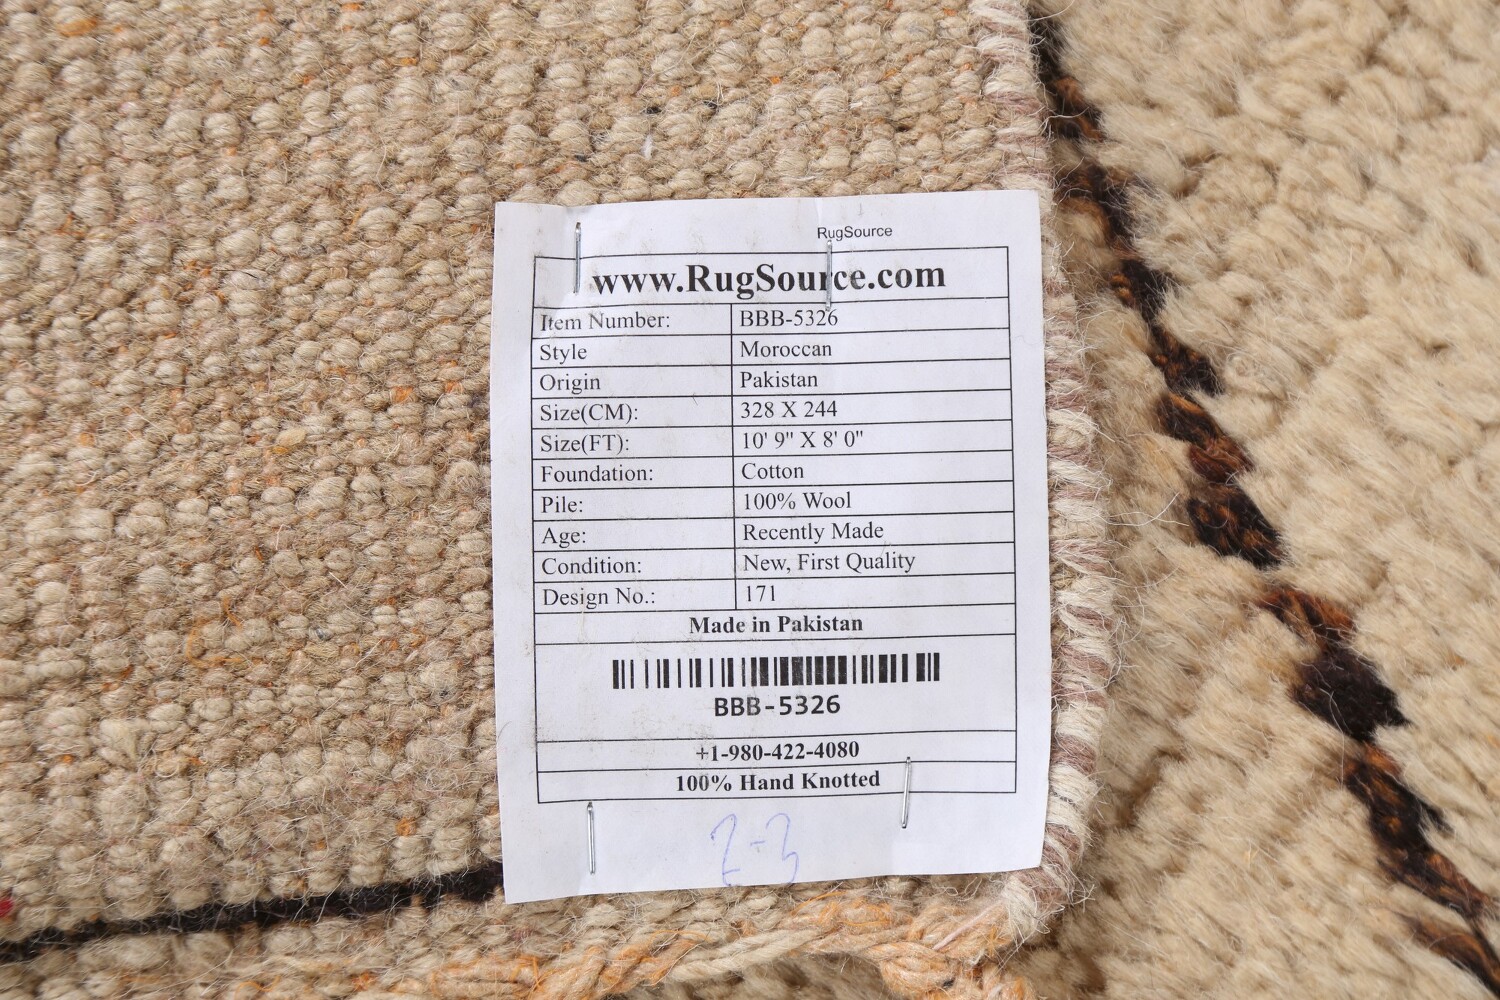 RugSource
www.RugSource.com
Item Number: BBB-5326
Style Moroccan
Origin Pakistan
Size(CM): 328 X 244
Size(FT): 10' 9" X 8' 0"
Foundation: Cotton
Pile: 100% Wool
Age: Recently Made
Condition: New, First Quality
Design No.: 171
Made in Pakistan
BBB-5326
+1-980-422-4080
100% Hand Knotted
2-3